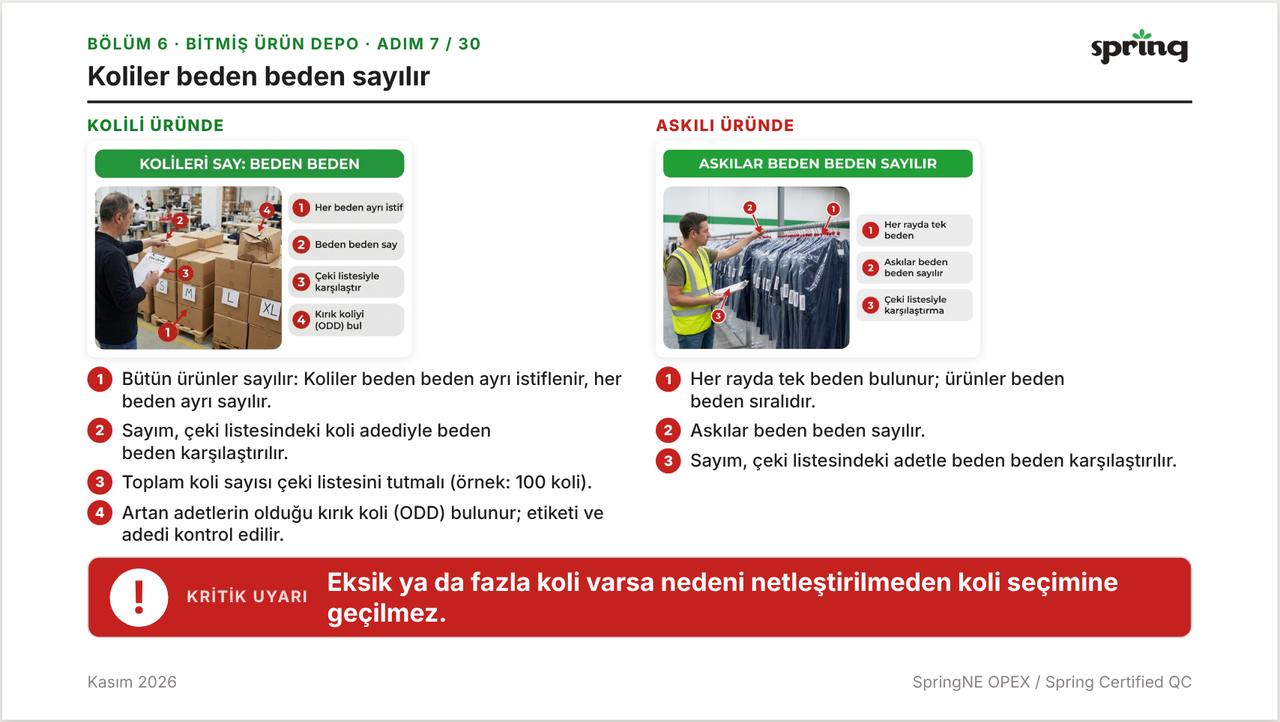 BÖLÜM 6 · BİTMİŞ ÜRÜN DEPO · ADIM 7 / 30
spring
Koliler beden beden sayılır
KOLİLİ ÜRÜNDE
KOLİLERİ SAY: BEDEN BEDEN
2
4
3
1
S
M
L
XL
1 Her beden ayrı istif
2 Beden beden say
3 Çeki listesiyle
karşılaştır
4 Kırık koliyi
(ODD) bul
1 Bütün ürünler sayılır: Koliler beden beden ayrı istiflenir, her
beden ayrı sayılır.
2 Sayım, çeki listesindeki koli adediyle beden
beden karşılaştırılır.
3 Toplam koli sayısı çeki listesini tutmalı (örnek: 100 koli).
4 Artan adetlerin olduğu kırık koli (ODD) bulunur; etiketi ve
adedi kontrol edilir.
ASKILI ÜRÜNDE
ASKILAR BEDEN BEDEN SAYILIR
2
1
3
1 Her rayda tek
beden
2 Askılar beden
beden sayılır
3 Çeki listesiyle
karşılaştırma
1 Her rayda tek beden bulunur; ürünler beden
beden sıralıdır.
2 Askılar beden beden sayılır.
3 Sayım, çeki listesindeki adetle beden beden karşılaştırılır.
! KRİTİK UYARI
Eksik ya da fazla koli varsa nedeni netleştirilmeden koli seçimine
geçilmez.
Kasım 2026
SpringNE OPEX / Spring Certified QC